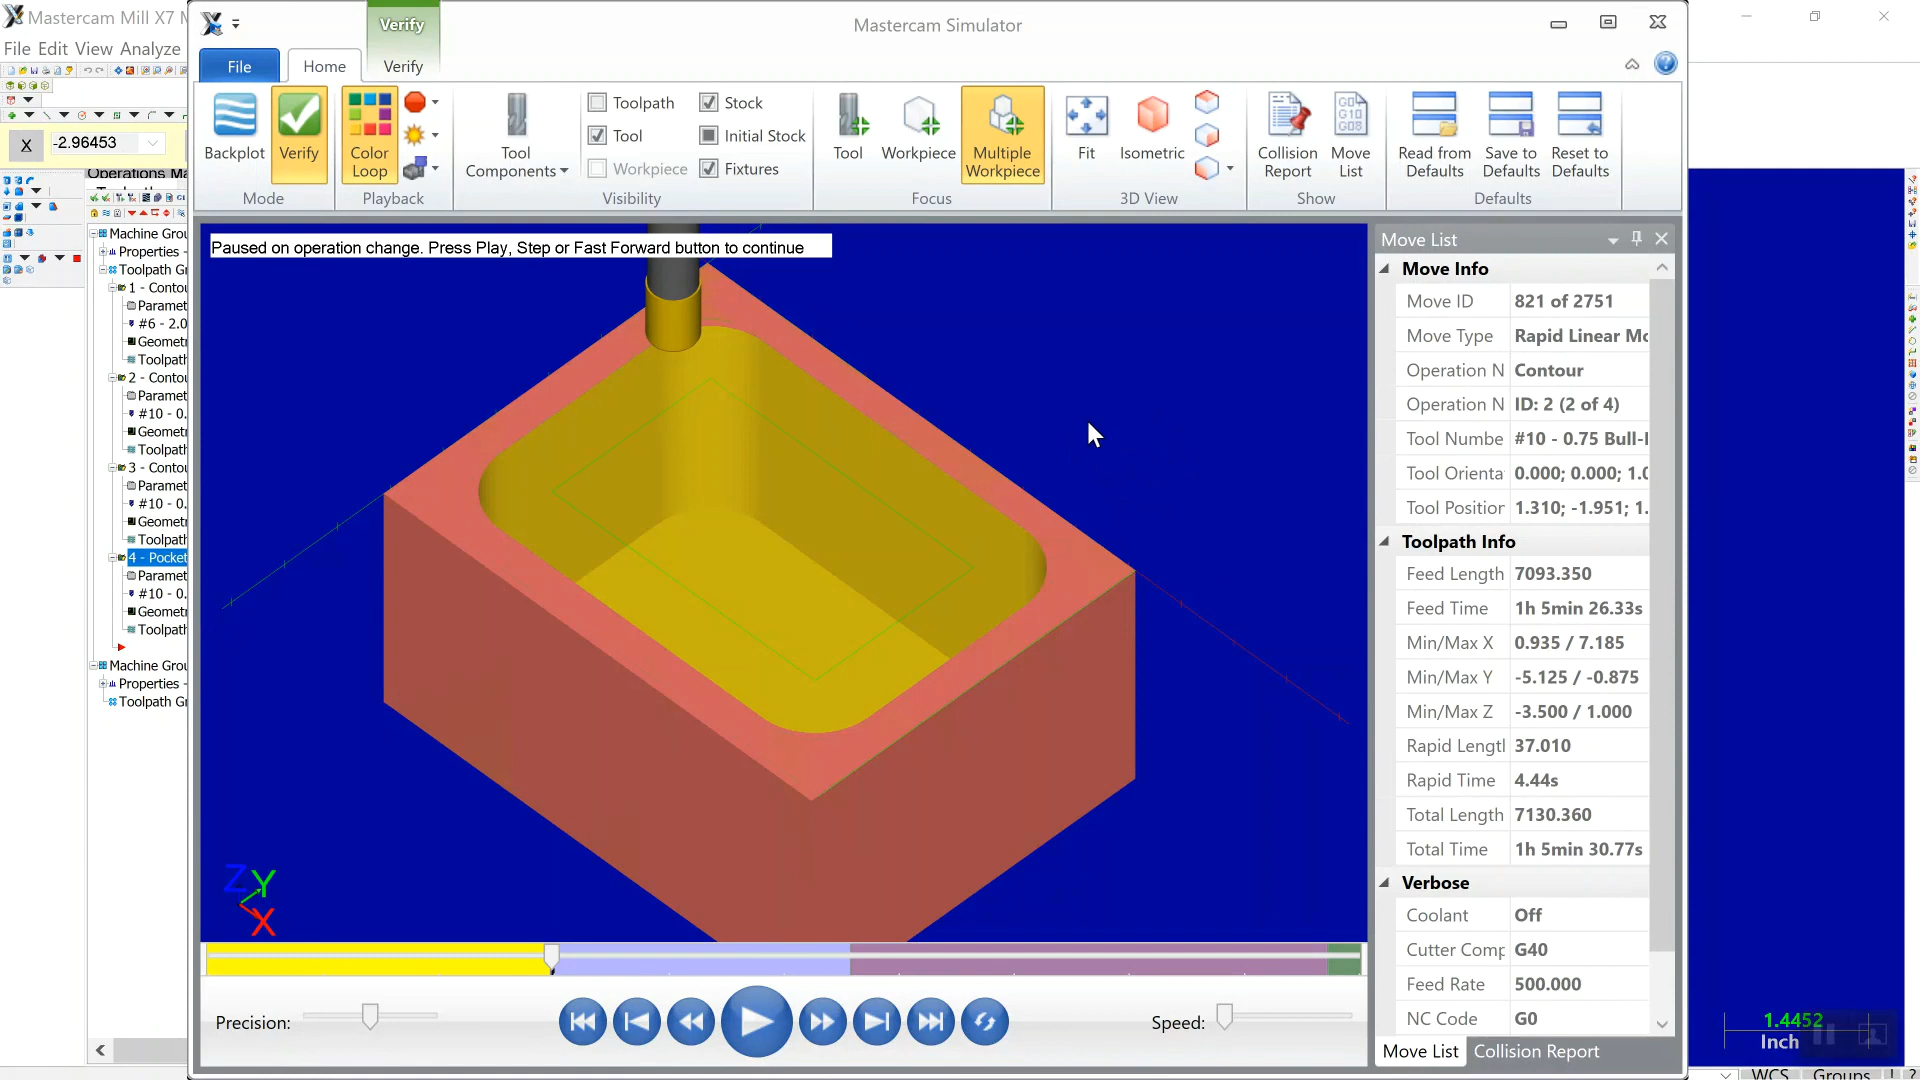 Mastercam Mill X7
File Edit View Analyze
X -2.96453
Operations Ma
Machine Grou
Properties -
Toolpath Gr
1 - Contou
Paramet
#6 - 2.0
Geometr
Toolpath
2 - Contou
Paramet
#10 - 0.
Geometr
Toolpath
3 - Contou
Paramet
#10 - 0.
Geometr
Toolpath
4 - Pocket
Paramet
#10 - 0.
Geometr
Toolpath
Machine Grou
Properties -
Toolpath Gr
Verify
Mastercam Simulator
File Home Verify
Backplot Verify
Mode
Color Loop
Playback
Tool Components
Toolpath Stock
Tool Initial Stock
Workpiece Fixtures
Visibility
Tool Workpiece Multiple Workpiece
Focus
Fit Isometric
3D View
Collision Report Move List
Show
Read from Defaults Save to Defaults Reset to Defaults
Defaults
Paused on operation change. Press Play, Step or Fast Forward button to continue
Z Y
X
Precision:
Speed:
Move List
Move Info
Move ID 821 of 2751
Move Type Rapid Linear Mo
Operation N Contour
Operation N ID: 2 (2 of 4)
Tool Numbe #10 - 0.75 Bull-
Tool Orienta 0.000; 0.000; 1.0
Tool Position 1.310; -1.951; 1.
Toolpath Info
Feed Length 7093.350
Feed Time 1h 5min 26.33s
Min/Max X 0.935 / 7.185
Min/Max Y -5.125 / -0.875
Min/Max Z -3.500 / 1.000
Rapid Lengt 37.010
Rapid Time 4.44s
Total Length 7130.360
Total Time 1h 5min 30.77s
Verbose
Coolant Off
Cutter Comp G40
Feed Rate 500.000
NC Code G0
Move List Collision Report
1.4452
Inch
WCS Groups ! ?